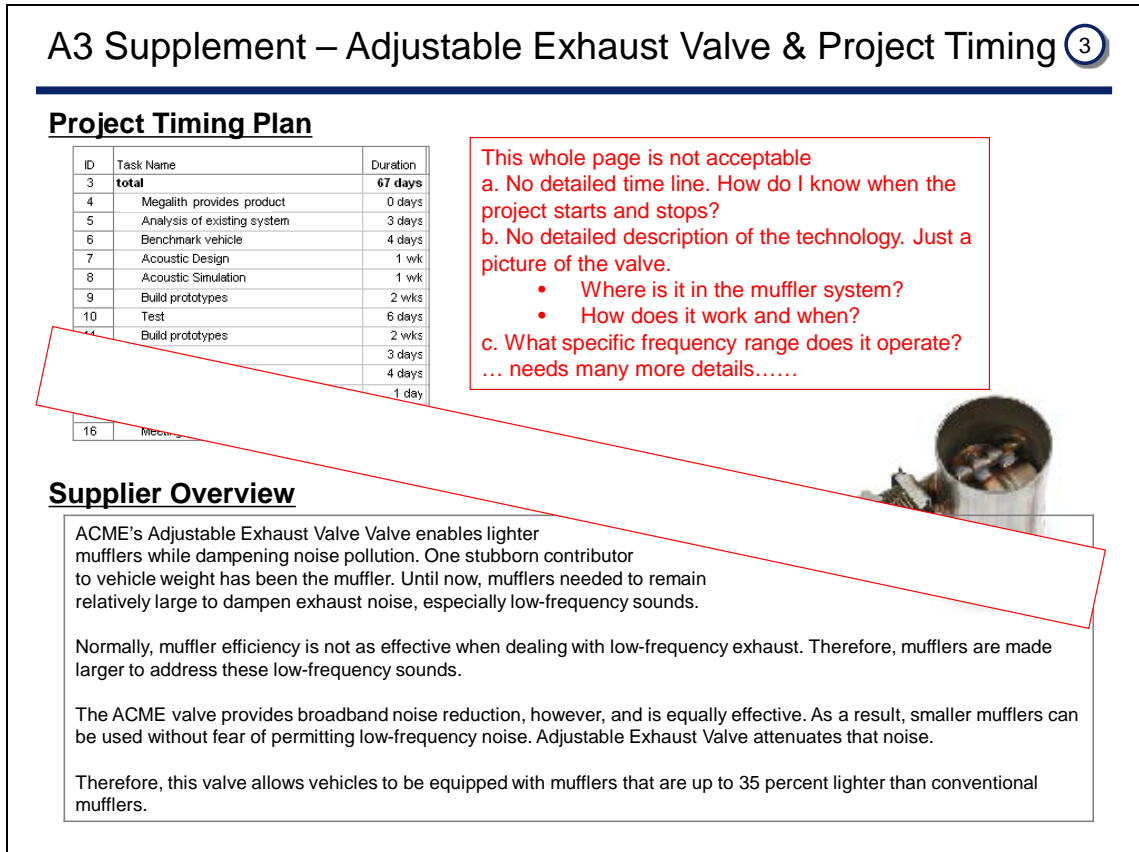 A3 Supplement – Adjustable Exhaust Valve & Project Timing 3
Project Timing Plan
ID Task Name Duration
3 total 67 days
4 Megalith provides product 0 days
5 Analysis of existing system 3 days
6 Benchmark vehicle 4 days
7 Acoustic Design 1 wk
8 Acoustic Simulation 1 wk
9 Build prototypes 2 wks
10 Test 6 days
11 Build prototypes 2 wks
3 days
4 days
1 day
16
This whole page is not acceptable
a. No detailed time line. How do I know when the
project starts and stops?
b. No detailed description of the technology. Just a
picture of the valve.
• Where is it in the muffler system?
• How does it work and when?
c. What specific frequency range does it operate?
… needs many more details……
Supplier Overview
ACME's Adjustable Exhaust Valve Valve enables lighter
mufflers while dampening noise pollution. One stubborn contributor
to vehicle weight has been the muffler. Until now, mufflers needed to remain
relatively large to dampen exhaust noise, especially low-frequency sounds.
Normally, muffler efficiency is not as effective when dealing with low-frequency exhaust. Therefore, mufflers are made
larger to address these low-frequency sounds.
The ACME valve provides broadband noise reduction, however, and is equally effective. As a result, smaller mufflers can
be used without fear of permitting low-frequency noise. Adjustable Exhaust Valve attenuates that noise.
Therefore, this valve allows vehicles to be equipped with mufflers that are up to 35 percent lighter than conventional
mufflers.